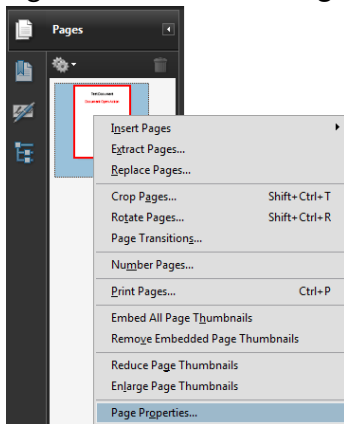 Pages
Insert Pages
Extract Pages...
Replace Pages...
Crop Pages... Shift+Ctrl+T
Rotate Pages... Shift+Ctrl+R
Page Transitions...
Number Pages...
Print Pages... Ctrl+P
Embed All Page Thumbnails
Remove Embedded Page Thumbnails
Reduce Page Thumbnails
Enlarge Page Thumbnails
Page Properties...